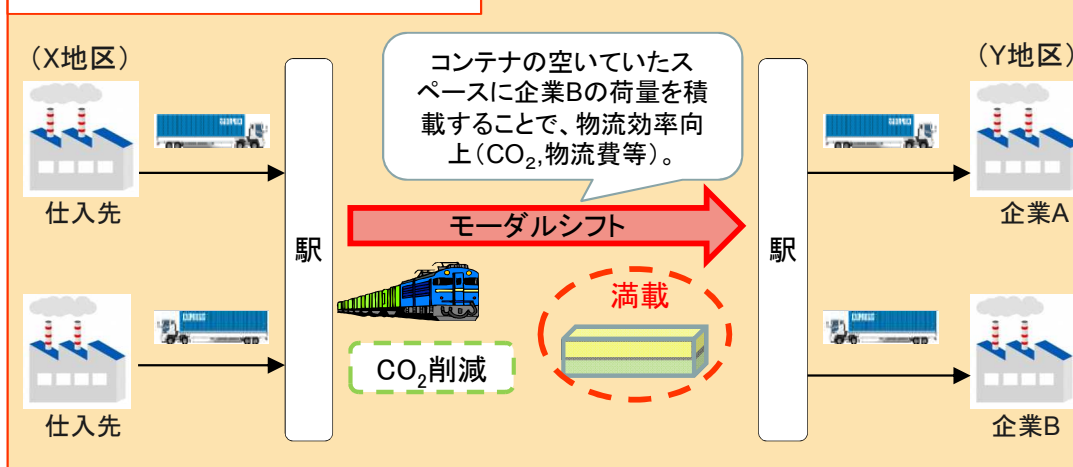 (X地区)
(Y地区)
コンテナの空いていたス
ペースに企業Bの荷量を積
載することで、物流効率向
上(CO₂,物流費等)。
仕入先
企業A
モーダルシフト
駅
駅
満載
EXPRESS
CO₂削減
仕入先
企業B